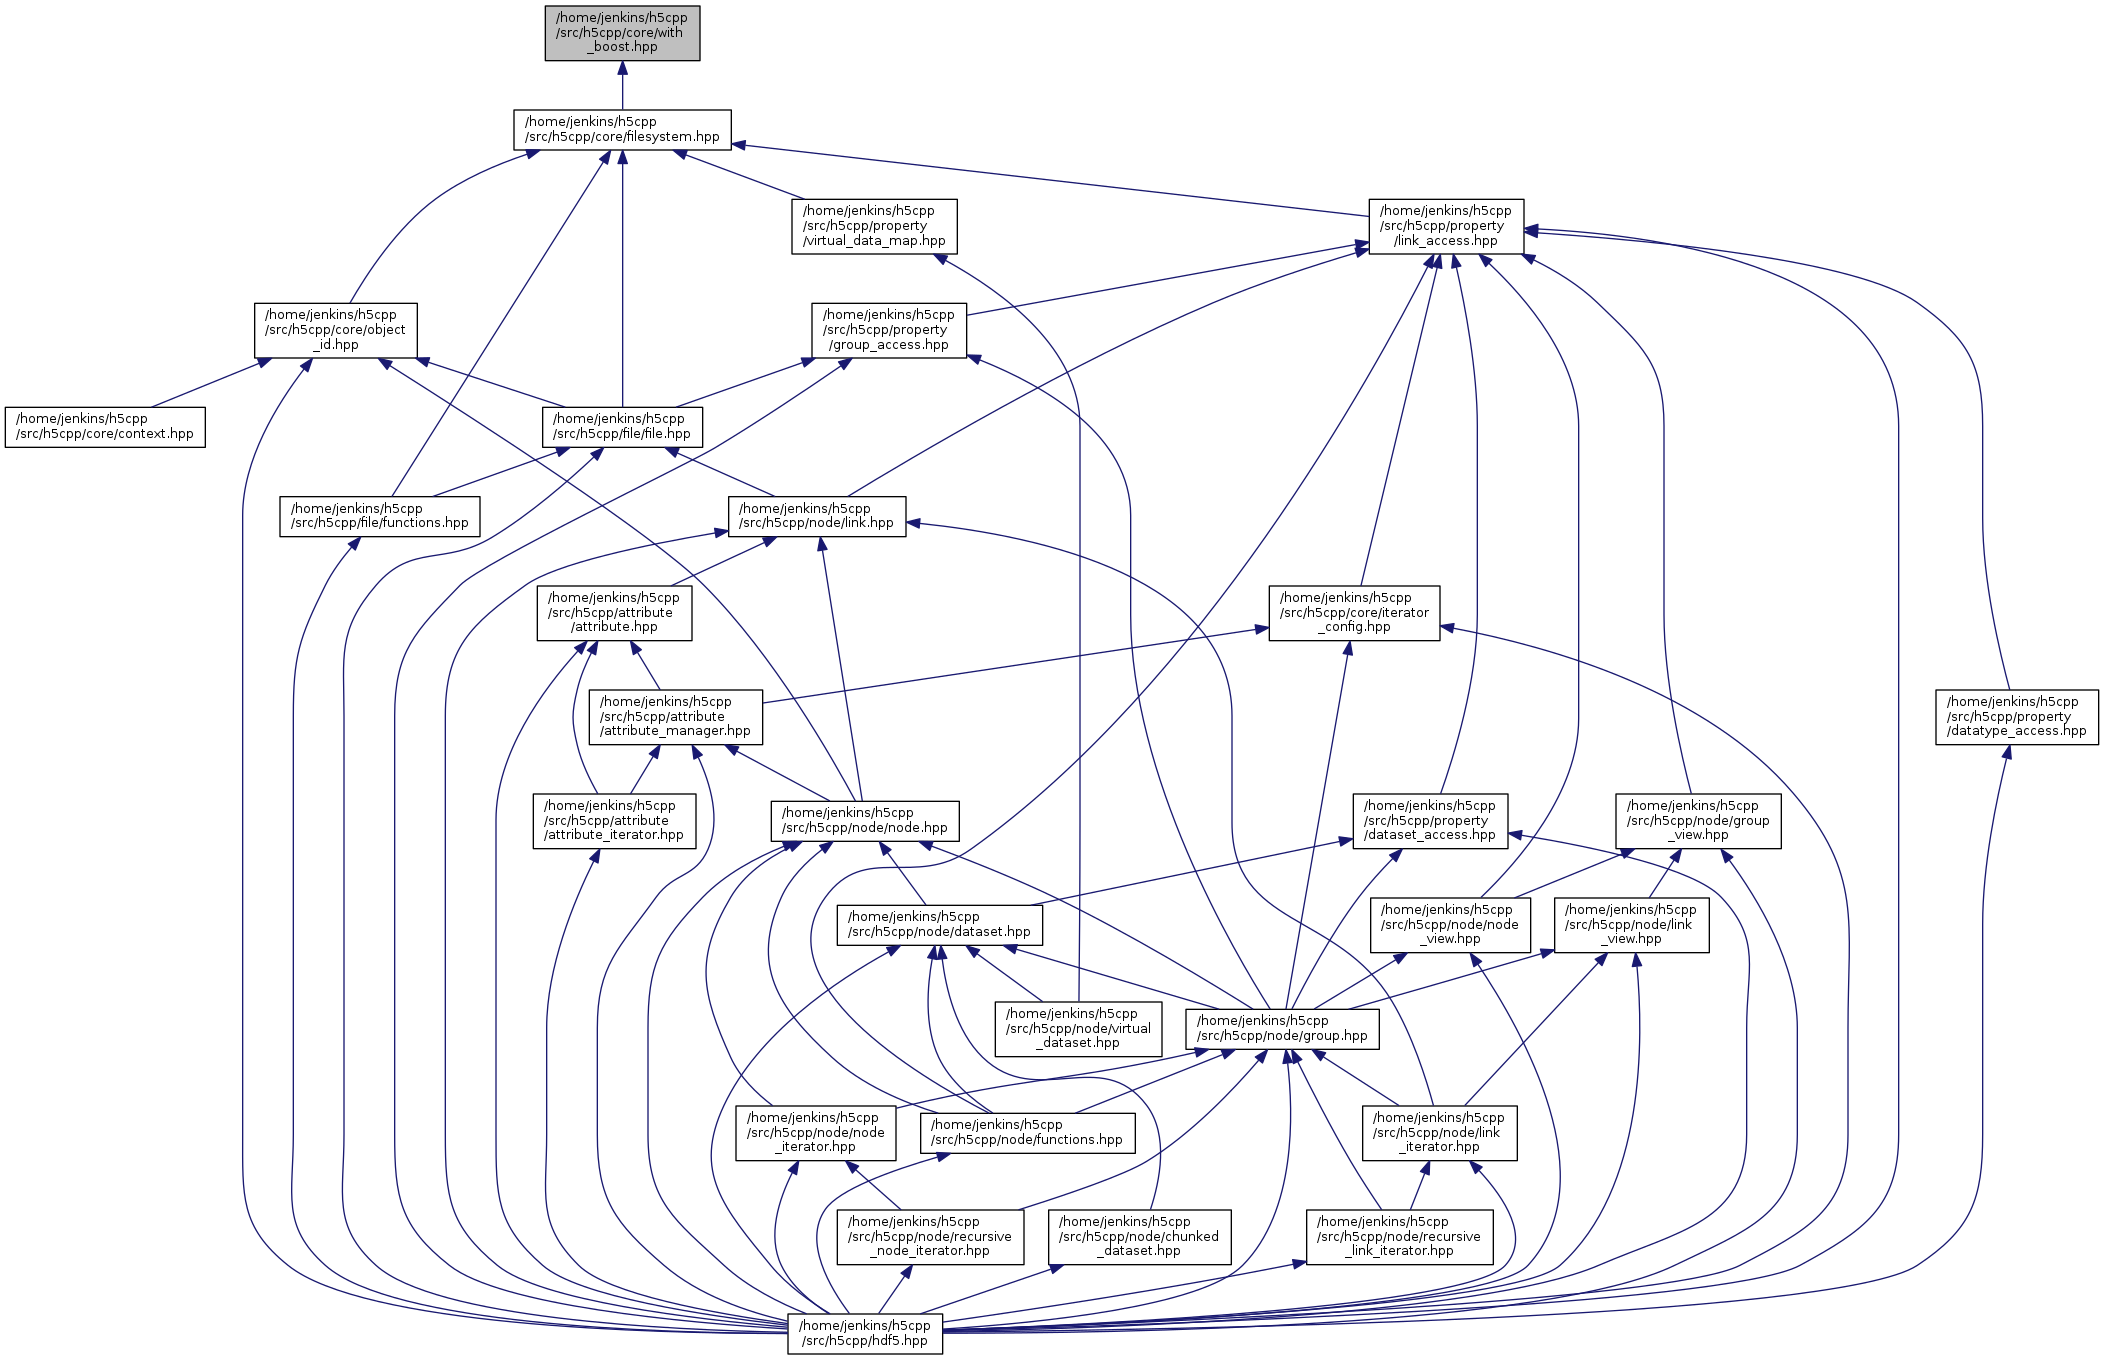 /home/jenkins/h5cpp
/src/h5cpp/core/with
_boost.hpp
/home/jenkins/h5cpp
/src/h5cpp/core/filesystem.hpp
/home/jenkins/h5cpp
/src/h5cpp/property
/virtual_data_map.hpp
/home/jenkins/h5cpp
/src/h5cpp/property
/link_access.hpp
/home/jenkins/h5cpp
/src/h5cpp/core/object
_id.hpp
/home/jenkins/h5cpp
/src/h5cpp/property
/group_access.hpp
/home/jenkins/h5cpp
/src/h5cpp/core/context.hpp
/home/jenkins/h5cpp
/src/h5cpp/file/file.hpp
/home/jenkins/h5cpp
/src/h5cpp/file/functions.hpp
/home/jenkins/h5cpp
/src/h5cpp/node/link.hpp
/home/jenkins/h5cpp
/src/h5cpp/attribute
/attribute.hpp
/home/jenkins/h5cpp
/src/h5cpp/core/iterator
_config.hpp
/home/jenkins/h5cpp
/src/h5cpp/attribute
/attribute_manager.hpp
/home/jenkins/h5cpp
/src/h5cpp/property
/datatype_access.hpp
/home/jenkins/h5cpp
/src/h5cpp/attribute
/attribute_iterator.hpp
/home/jenkins/h5cpp
/src/h5cpp/node/node.hpp
/home/jenkins/h5cpp
/src/h5cpp/property
/dataset_access.hpp
/home/jenkins/h5cpp
/src/h5cpp/node/group
_view.hpp
/home/jenkins/h5cpp
/src/h5cpp/node/dataset.hpp
/home/jenkins/h5cpp
/src/h5cpp/node/node
_view.hpp
/home/jenkins/h5cpp
/src/h5cpp/node/link
_view.hpp
/home/jenkins/h5cpp
/src/h5cpp/node/virtual
_dataset.hpp
/home/jenkins/h5cpp
/src/h5cpp/node/group.hpp
/home/jenkins/h5cpp
/src/h5cpp/node/node
_iterator.hpp
/home/jenkins/h5cpp
/src/h5cpp/node/functions.hpp
/home/jenkins/h5cpp
/src/h5cpp/node/link
_iterator.hpp
/home/jenkins/h5cpp
/src/h5cpp/node/recursive
_node_iterator.hpp
/home/jenkins/h5cpp
/src/h5cpp/node/chunked
_dataset.hpp
/home/jenkins/h5cpp
/src/h5cpp/node/recursive
_link_iterator.hpp
/home/jenkins/h5cpp
/src/h5cpp/hdf5.hpp